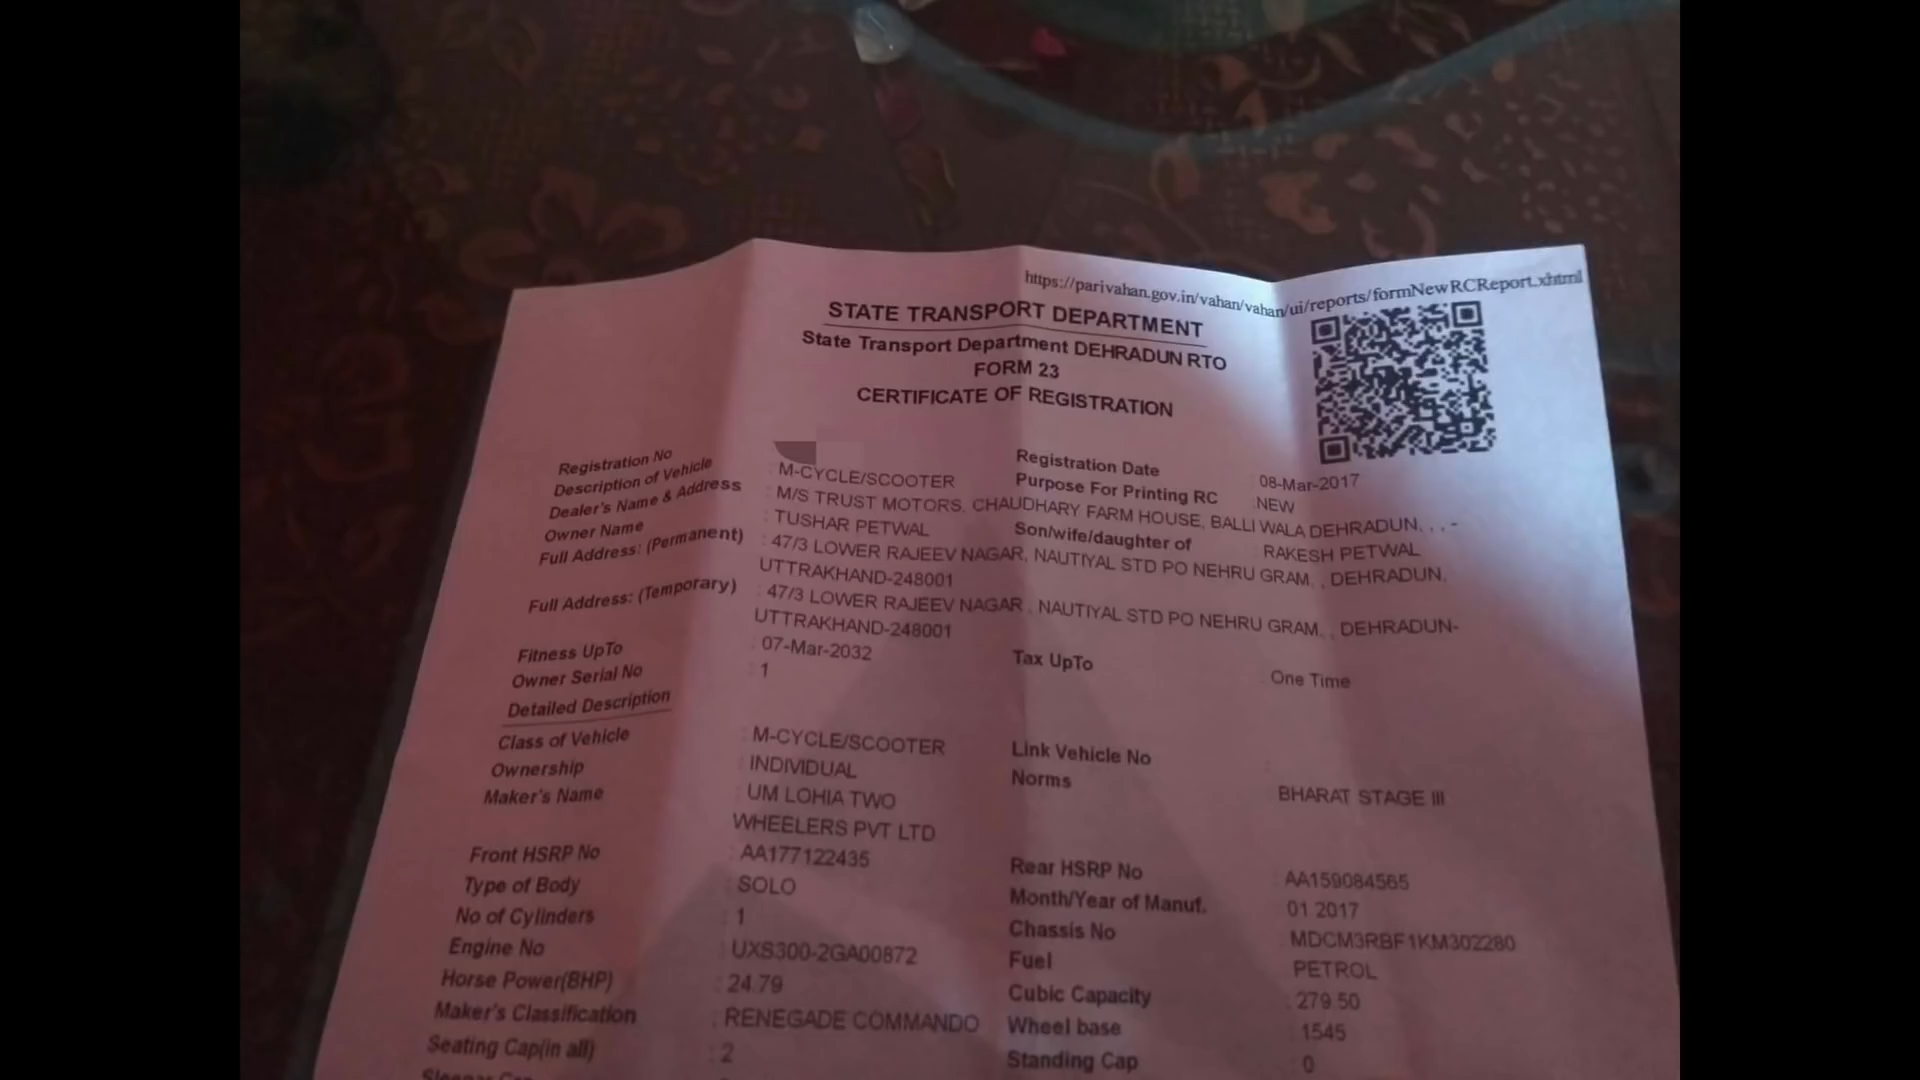 https://parivahan.gov.in/vahan/vahan/ui/reports/formNewRCReport.xhtml
STATE TRANSPORT DEPARTMENT
State Transport Department DEHRADUN RTO
FORM 23
CERTIFICATE OF REGISTRATION
Registration No Registration Date : 08-Mar-2017
Description of Vehicle : M-CYCLE/SCOOTER Purpose For Printing RC : NEW
Dealer's Name & Address : M/S TRUST MOTORS, CHAUDHARY FARM HOUSE, BALLI WALA DEHRADUN, , , -
Owner Name : TUSHAR PETWAL Son/wife/daughter of : RAKESH PETWAL
Full Address: (Permanent) : 47/3 LOWER RAJEEV NAGAR, NAUTIYAL STD PO NEHRU GRAM, , DEHRADUN,
UTTRAKHAND-248001
Full Address: (Temporary) : 47/3 LOWER RAJEEV NAGAR , NAUTIYAL STD PO NEHRU GRAM, , DEHRADUN-
UTTRAKHAND-248001
Fitness UpTo : 07-Mar-2032 Tax UpTo : One Time
Owner Serial No : 1
Detailed Description
Class of Vehicle : M-CYCLE/SCOOTER Link Vehicle No :
Ownership : INDIVIDUAL Norms : BHARAT STAGE III
Maker's Name : UM LOHIA TWO
WHEELERS PVT LTD
Front HSRP No : AA177122435 Rear HSRP No : AA159084565
Type of Body : SOLO Month/Year of Manuf. : 01 2017
No of Cylinders : 1 Chassis No : MDCM3RBF1KM302280
Engine No : UXS300-2GA00872 Fuel : PETROL
Horse Power(BHP) : 24.79 Cubic Capacity : 279.50
Maker's Classification : RENEGADE COMMANDO Wheel base : 1545
Seating Cap(in all) : 2 Standing Cap : 0